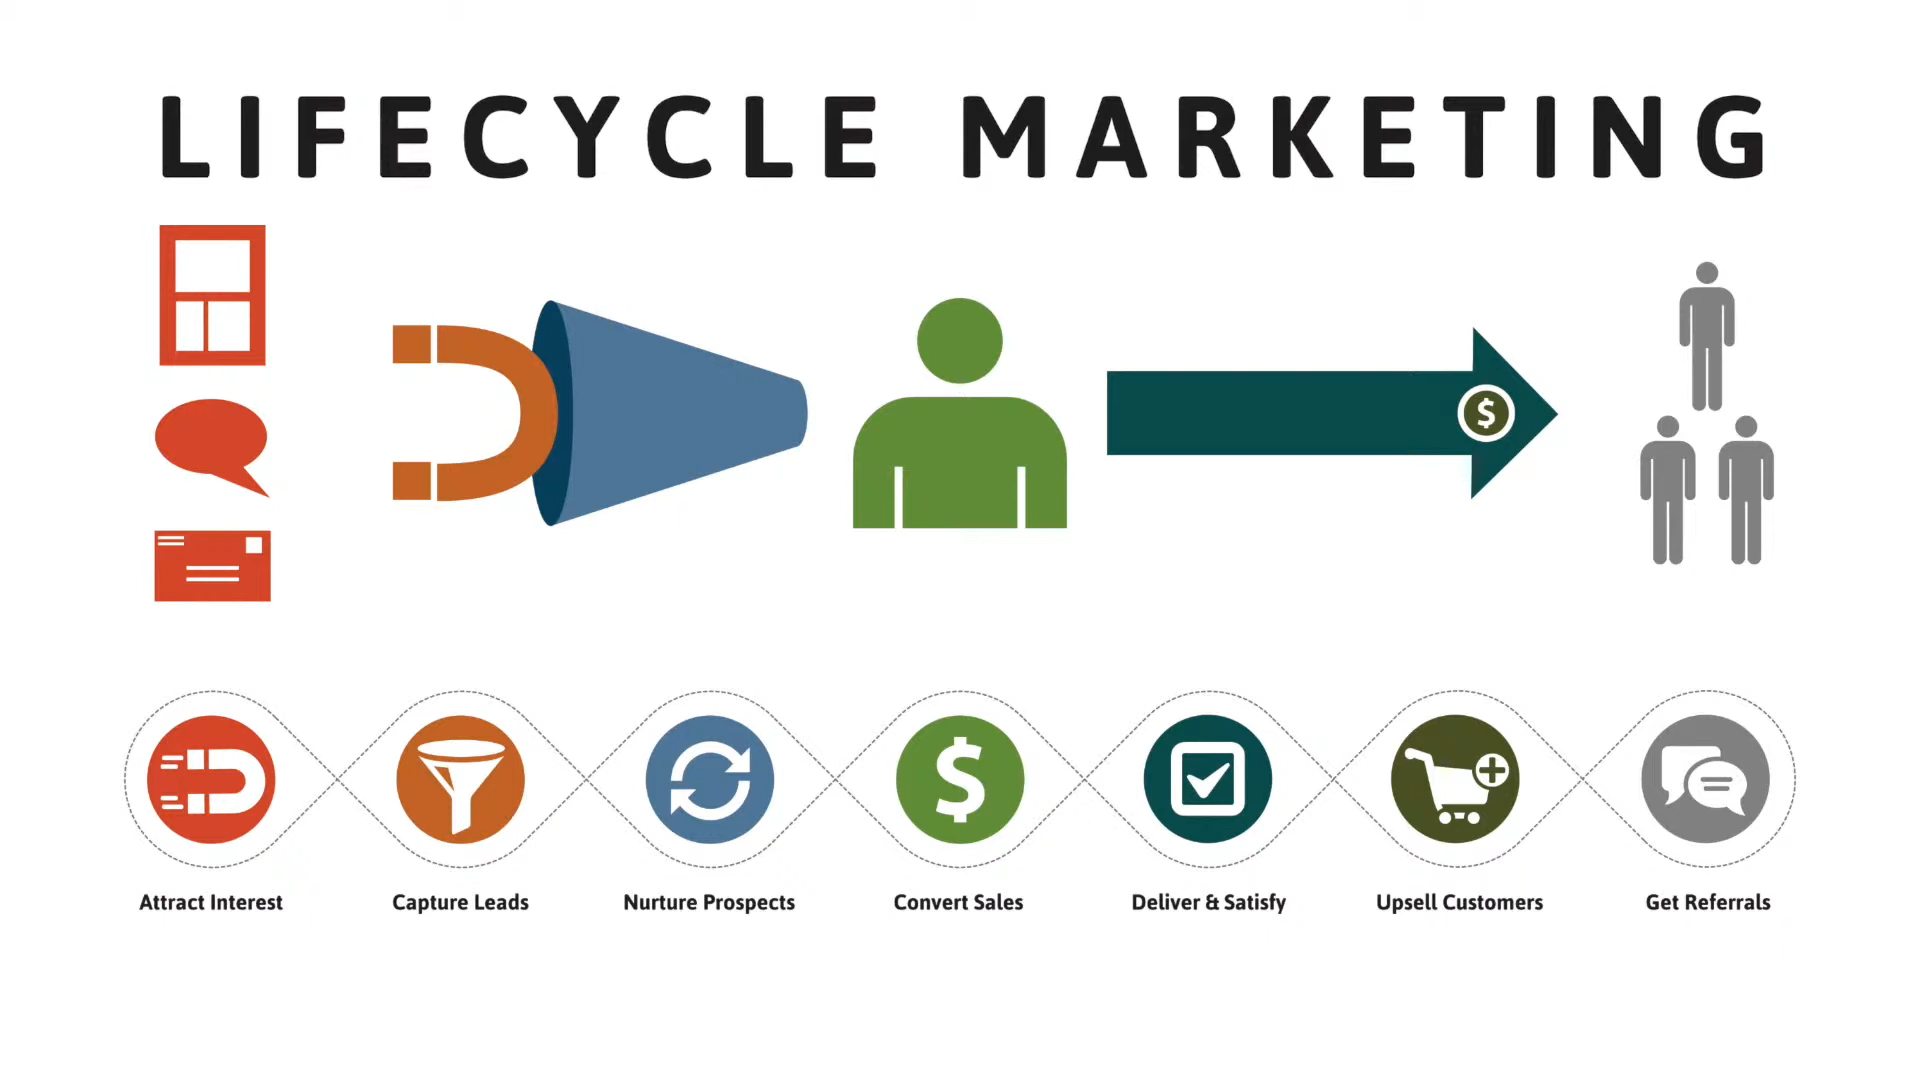 LIFECYCLE MARKETING
$
$
Attract Interest
Capture Leads
Nurture Prospects
Convert Sales
Deliver & Satisfy
Upsell Customers
Get Referrals